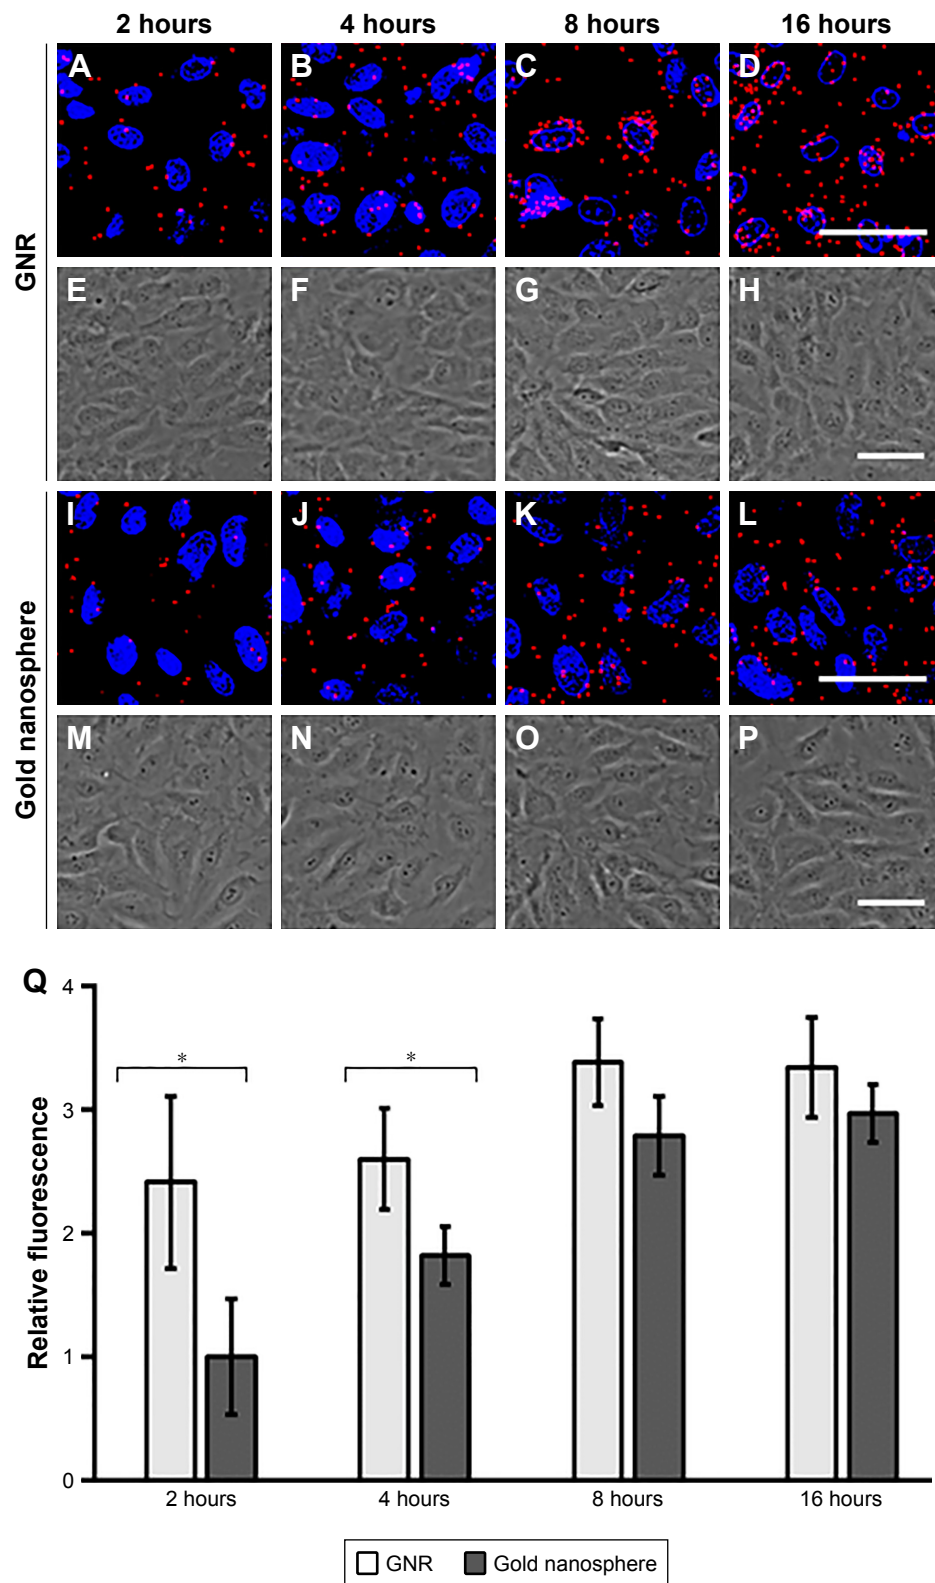 2 hours 4 hours 8 hours 16 hours
A B C D
GNR
E F G H
I J K L
Gold nanosphere
M N O P
Q
4
* *
3
Relative fluorescence
2
1
0
2 hours 4 hours 8 hours 16 hours
GNR Gold nanosphere